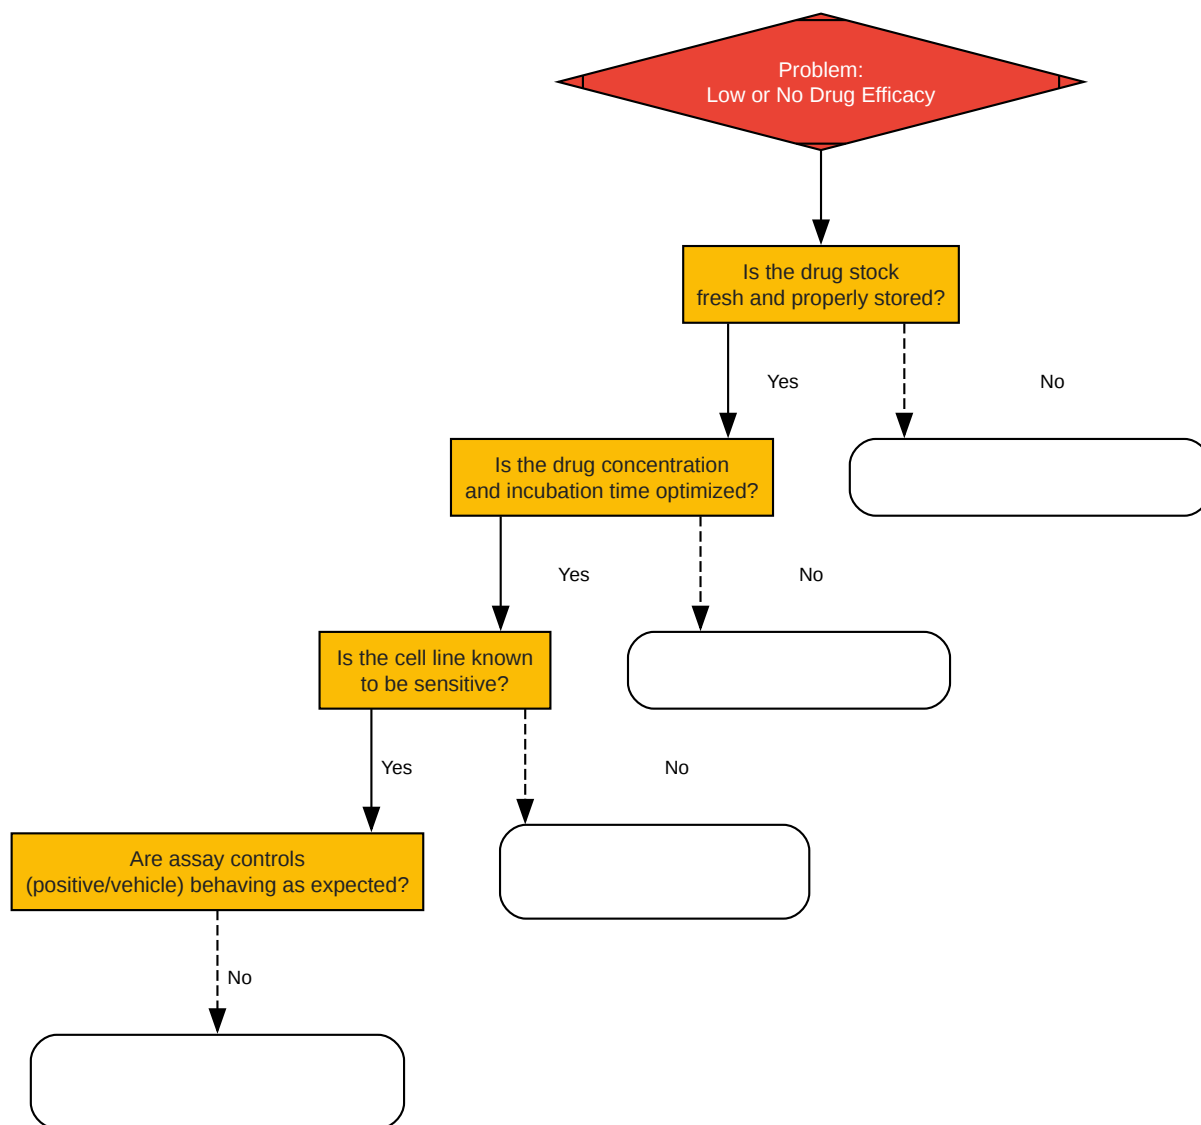 Problem:
Low or No Drug Efficacy
Is the drug stock
fresh and properly stored?
Yes
No
Is the drug concentration
and incubation time optimized?
Yes
No
Is the cell line known
to be sensitive?
Yes
No
Are assay controls
(positive/vehicle) behaving as expected?
No